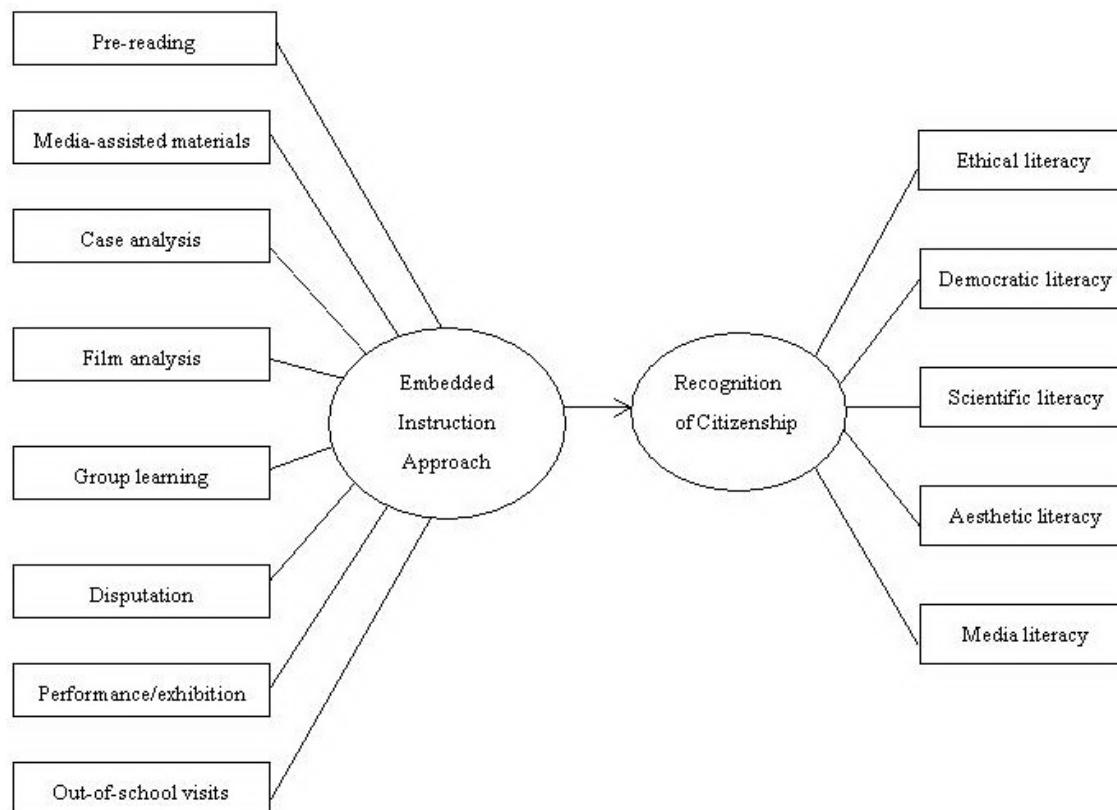 Pre-reading
Media-assisted materials
Case analysis
Film analysis
Group learning
Disputation
Performance/exhibition
Out-of-school visits
Embedded
Instruction
Approach
Recognition
of Citizenship
Ethical literacy
Democratic literacy
Scientific literacy
Aesthetic literacy
Media literacy